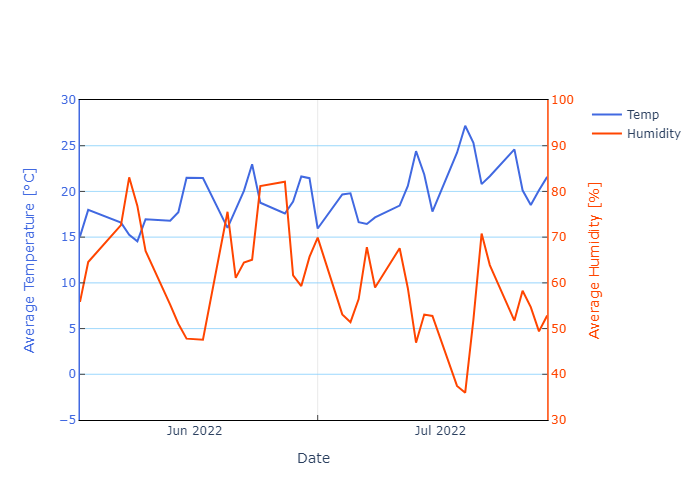 30
25
20
15
10
5
0
−5
Average Temperature [°C]
100
90
80
70
60
50
40
30
Average Humidity [%]
Temp
Humidity
Jun 2022
Jul 2022
Date